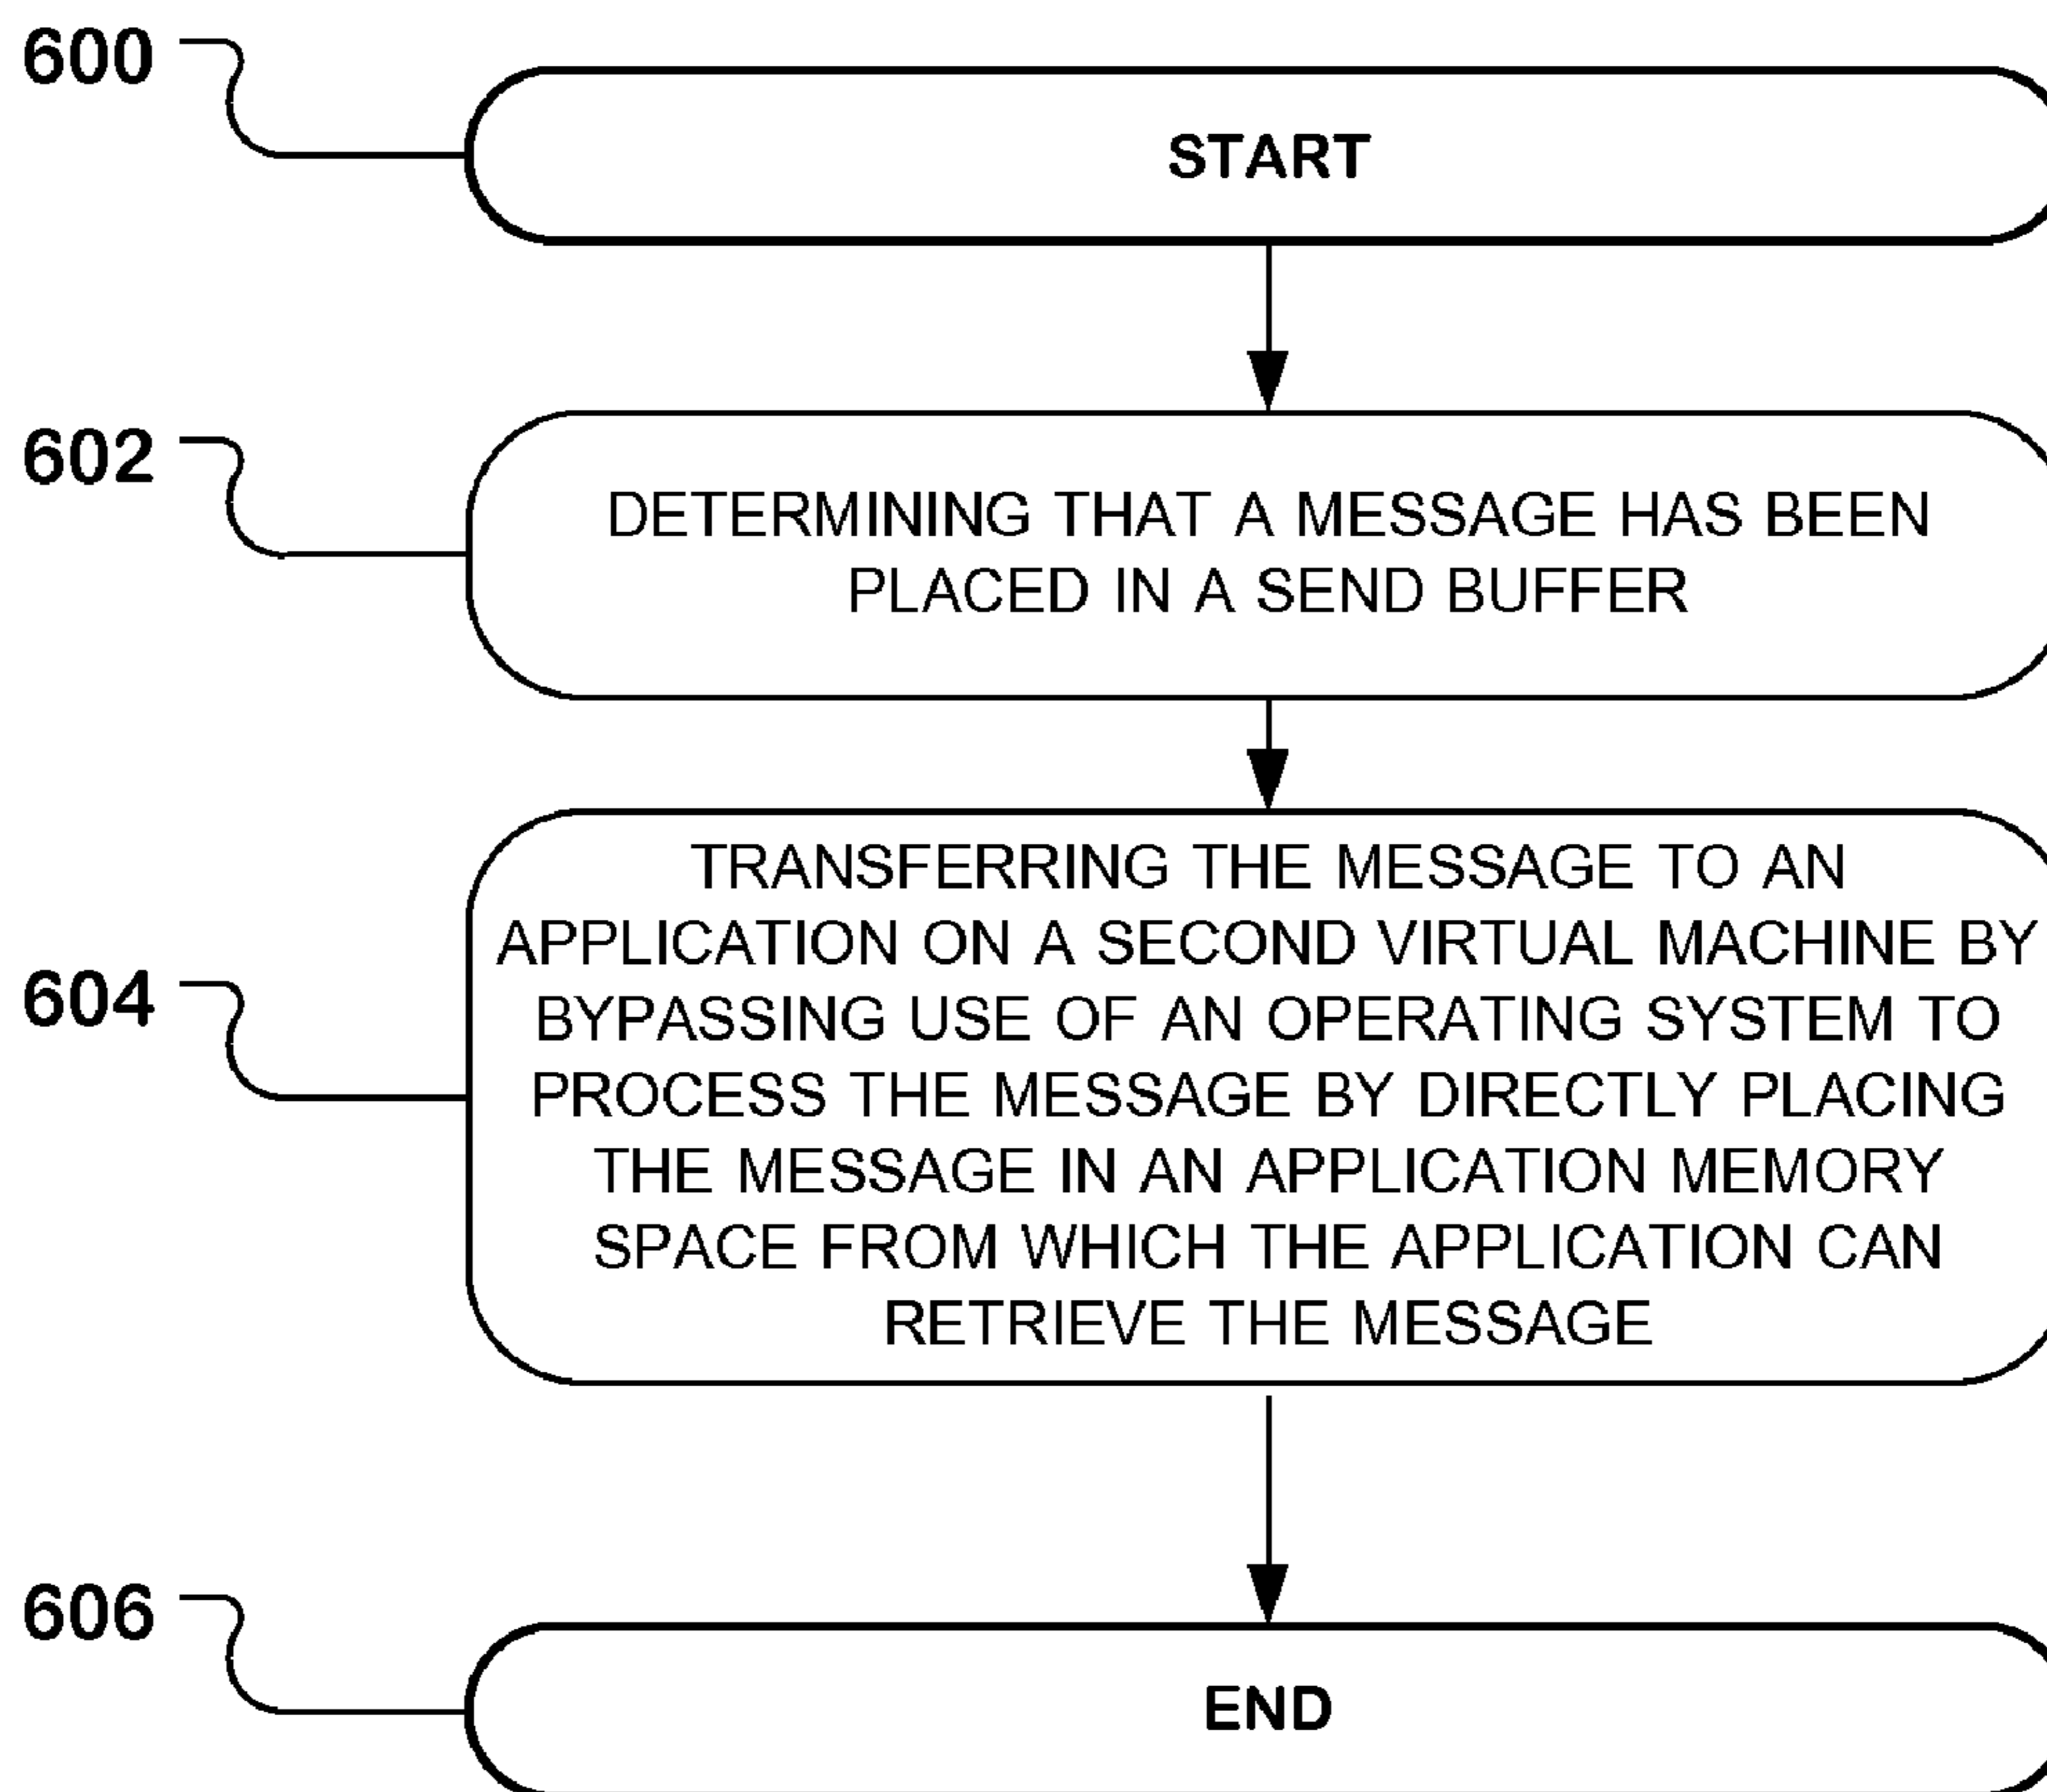 600
START
602
DETERMINING THAT A MESSAGE HAS BEEN
PLACED IN A SEND BUFFER
604
TRANSFERRING THE MESSAGE TO AN
APPLICATION ON A SECOND VIRTUAL MACHINE BY
BYPASSING USE OF AN OPERATING SYSTEM TO
PROCESS THE MESSAGE BY DIRECTLY PLACING
THE MESSAGE IN AN APPLICATION MEMORY
SPACE FROM WHICH THE APPLICATION CAN
RETRIEVE THE MESSAGE
606
END